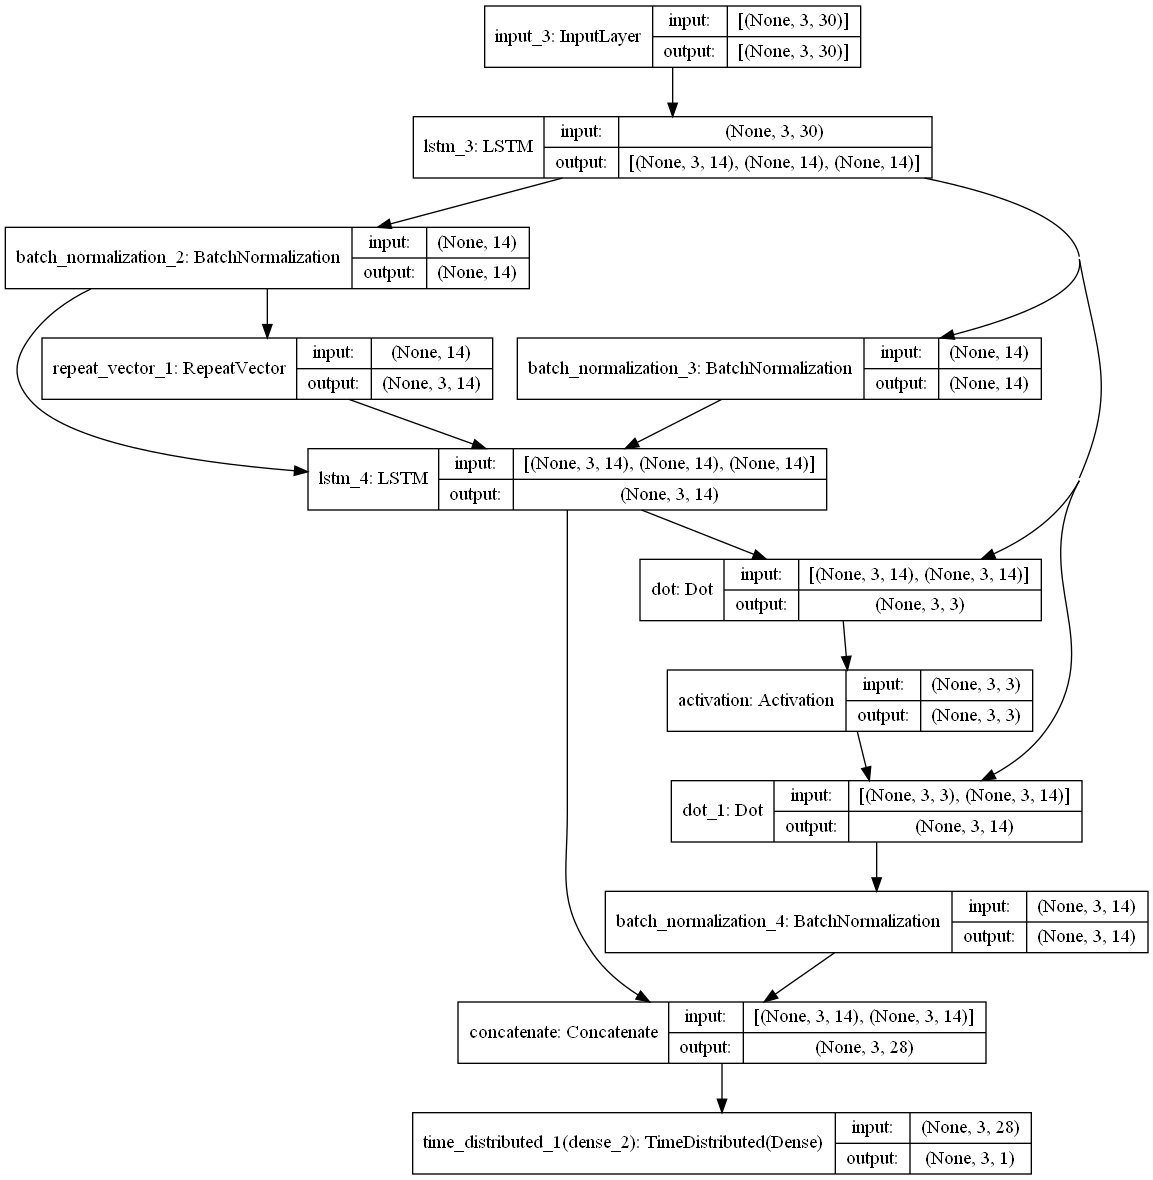 input_3: InputLayer
input: [(None, 3, 30)]
output: [(None, 3, 30)]
lstm_3: LSTM
input: (None, 3, 30)
output: [(None, 3, 14), (None, 14), (None, 14)]
batch_normalization_2: BatchNormalization
input: (None, 14)
output: (None, 14)
repeat_vector_1: RepeatVector
input: (None, 14)
output: (None, 3, 14)
batch_normalization_3: BatchNormalization
input: (None, 14)
output: (None, 14)
lstm_4: LSTM
input: [(None, 3, 14), (None, 14), (None, 14)]
output: (None, 3, 14)
dot: Dot
input: [(None, 3, 14), (None, 3, 14)]
output: (None, 3, 3)
activation: Activation
input: (None, 3, 3)
output: (None, 3, 3)
dot_1: Dot
input: [(None, 3, 3), (None, 3, 14)]
output: (None, 3, 14)
batch_normalization_4: BatchNormalization
input: (None, 3, 14)
output: (None, 3, 14)
concatenate: Concatenate
input: [(None, 3, 14), (None, 3, 14)]
output: (None, 3, 28)
time_distributed_1(dense_2): TimeDistributed(Dense)
input: (None, 3, 28)
output: (None, 3, 1)